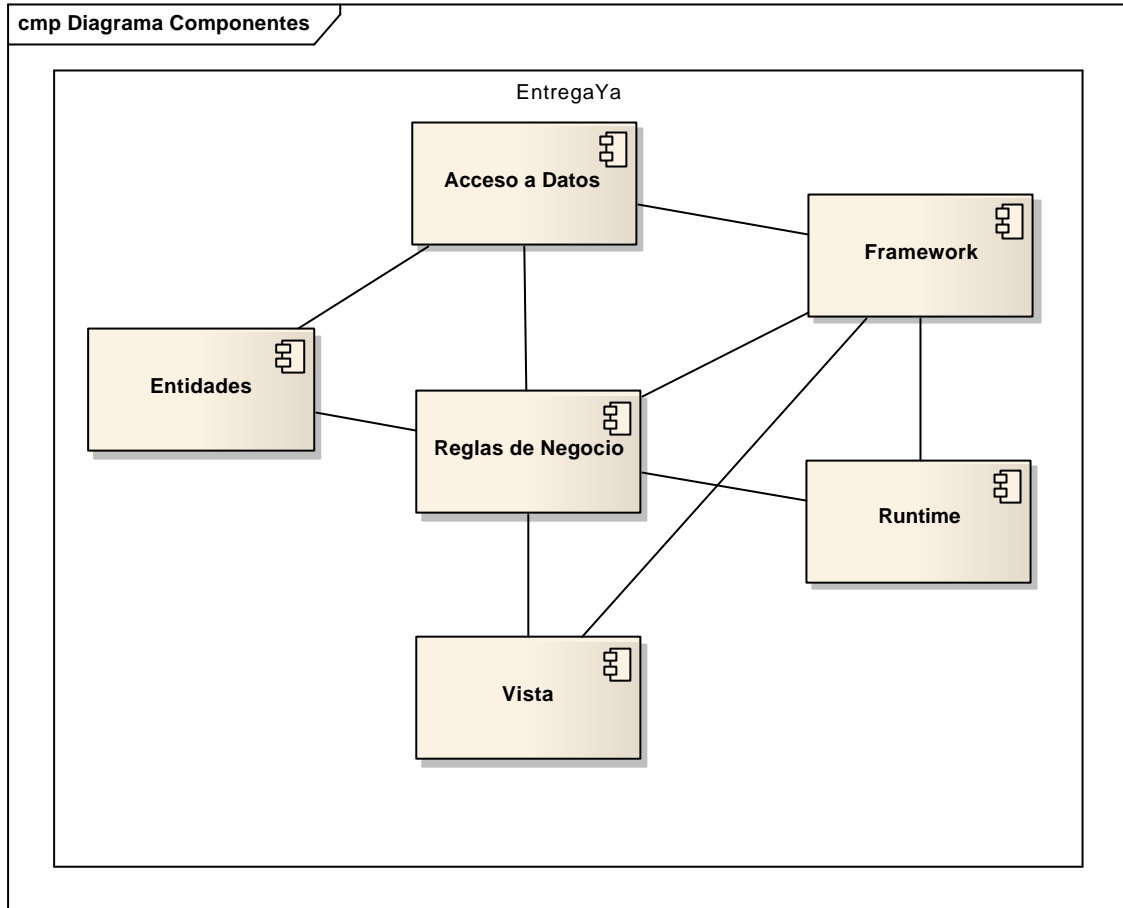 cmp Diagrama Componentes
EntregaYa
Acceso a Datos
Framework
Entidades
Reglas de Negocio
Runtime
Vista